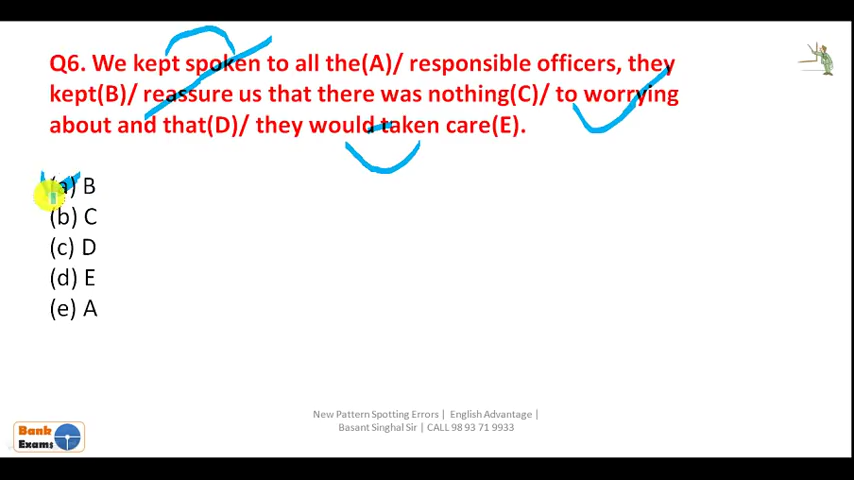 Q6. We kept spoken to all the(A)/ responsible officers, they
kept(B)/ reassure us that there was nothing(C)/ to worrying
about and that(D)/ they would taken care(E).
(a) B
(b) C
(c) D
(d) E
(e) A
New Pattern Spotting Errors | English Advantage |
Basant Singhal Sir | CALL 98 93 71 9933
Bank
Exams